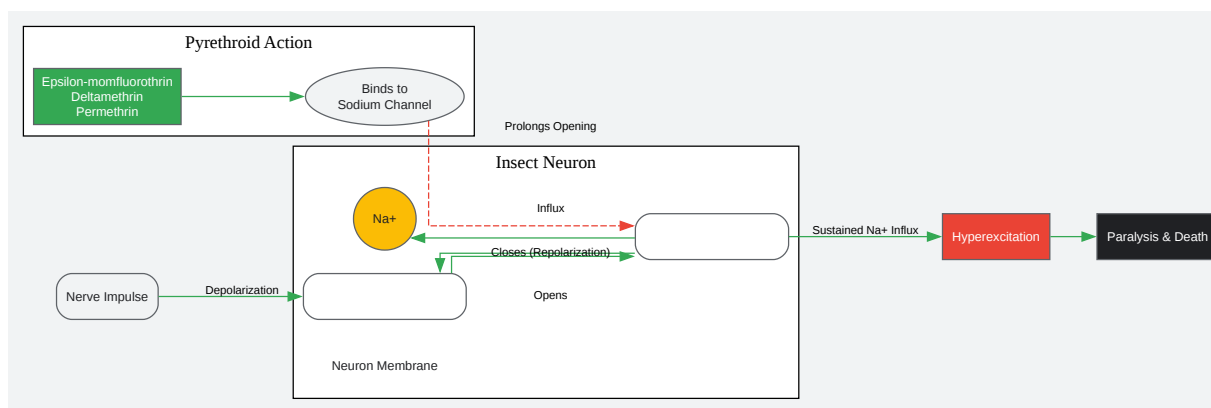 Pyrethroid Action
Epsilon-momfluorothrin
Deltamethrin
Permethrin
Binds to
Sodium Channel
Prolongs Opening
Insect Neuron
Na+
Influx
Sustained Na+ Influx
Hyperexcitation
Paralysis & Death
Closes (Repolarization)
Nerve Impulse
Depolarization
Opens
Neuron Membrane